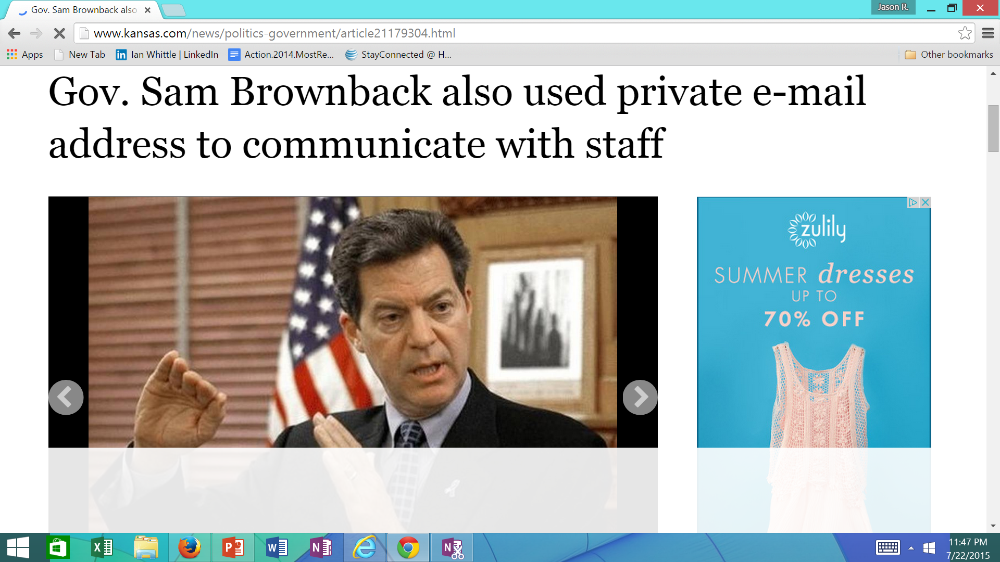 Gov. Sam Brownback also
Jason R.
www.kansas.com/news/politics-government/article21179304.html
Apps
New Tab
Ian Whittle | LinkedIn
Action.2014.MostRe...
StayConnected @ H...
Other bookmarks
Gov. Sam Brownback also used private e-mail
address to communicate with staff
zulily
SUMMER dresses
UP TO
70% OFF
11:47 PM
7/22/2015